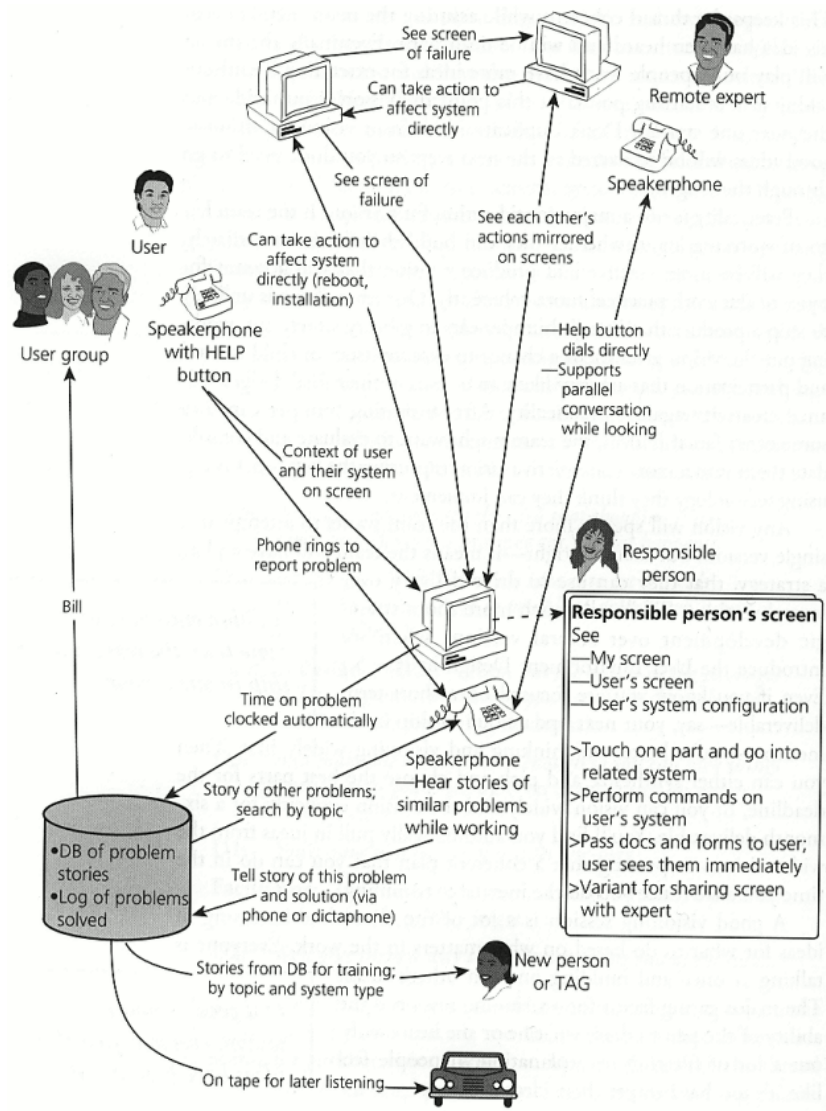 See screen
of failure
Can take action to
affect system
directly
Remote expert
Speakerphone
See screen of
failure
User
Can take action to
affect system
directly (reboot,
installation)
See each other's
actions mirrored
on screens
User group
Speakerphone
with HELP
button
—Help button
dials directly
—Supports
parallel
conversation
while looking
Context of user
and their system
on screen
Phone rings to
report problem
Responsible
person
Bill
Responsible person's screen
See
—My screen
—User's screen
—User's system configuration
>Touch one part and go into
related system
>Perform commands on
user's system
>Pass docs and forms to user;
user sees them immediately
>Variant for sharing screen
with expert
Time on problem
clocked automatically
Speakerphone
—Hear stories of
similar problems
while working
Story of other problems;
search by topic
•DB of problem
stories
•Log of problems
solved
Tell story of this problem
and solution (via
phone or dictaphone)
Stories from DB for training;
by topic and system type
New person
or TAG
On tape for later listening